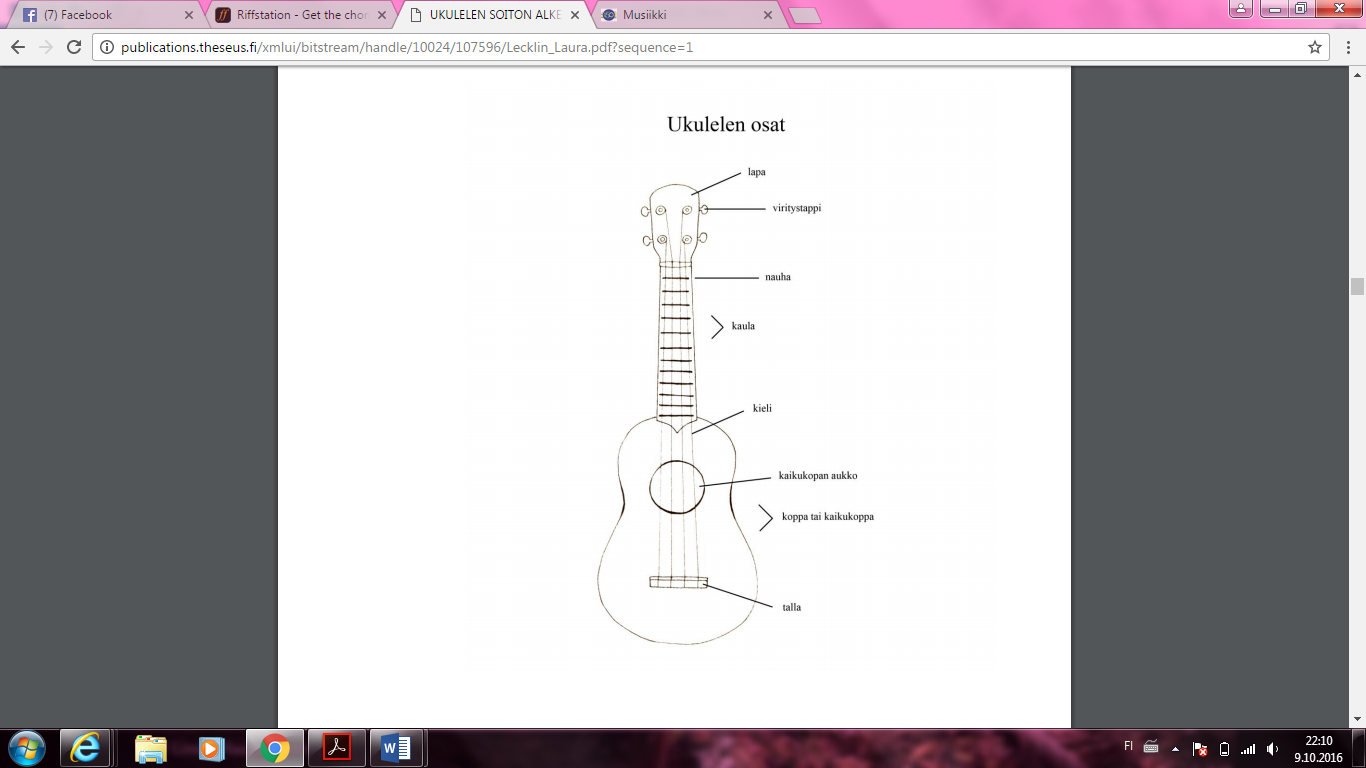 (7) Facebook
Riffstation - Get the chor
UKULELEN SOITON ALKE
Musiikki
publications.theseus.fi/xmlui/bitstream/handle/10024/107596/Lecklin_Laura.pdf?sequence=1
Ukulelen osat
lapa
viritystappi
nauha
kaula
kieli
kaikukopan aukko
koppa tai kaikukoppa
talla
FI
22:10
9.10.2016